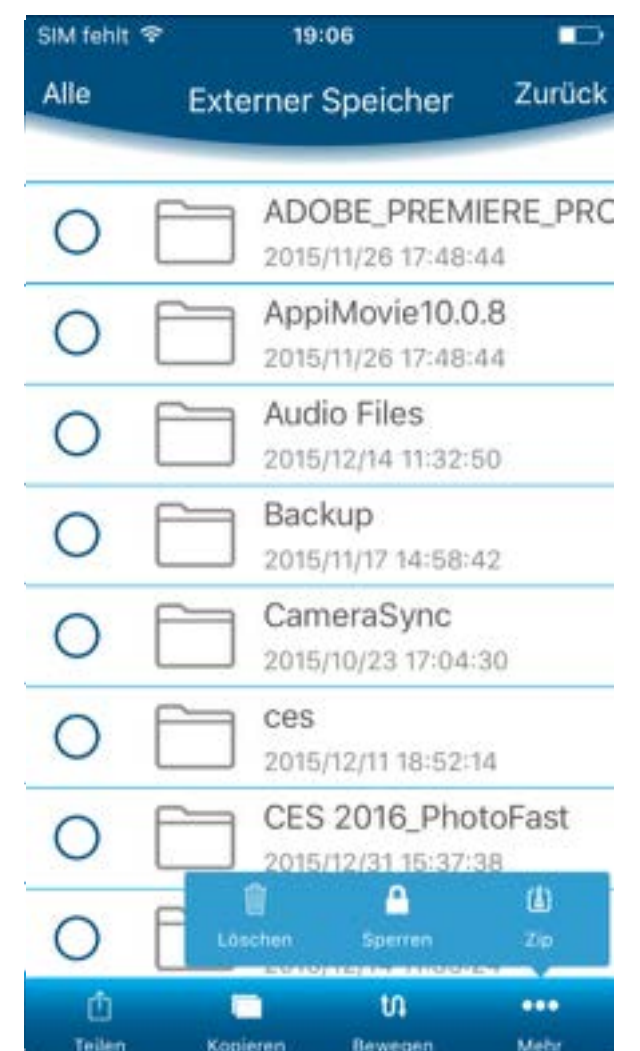 SIM fehlt 19:06
Alle Externer Speicher Zurück
ADOBE_PREMIERE_PRO
2015/11/26 17:48:44
AppiMovie10.0.8
2015/11/26 17:48:44
Audio Files
2015/12/14 11:32:50
Backup
2015/11/17 14:58:42
CameraSync
2015/10/23 17:04:30
ces
2015/12/11 18:52:14
CES 2016_PhotoFast
2015/12/31 15:37:38
Löschen Sperren Zip
Teilen Kopieren Bewegen Mehr